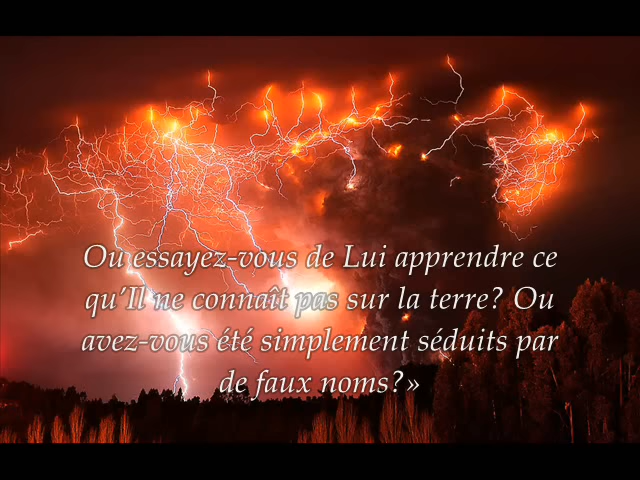 Ou essayez-vous de Lui apprendre ce
qu’Il ne connaît pas sur la terre? Ou
avez-vous été simplement séduits par
de faux noms?»